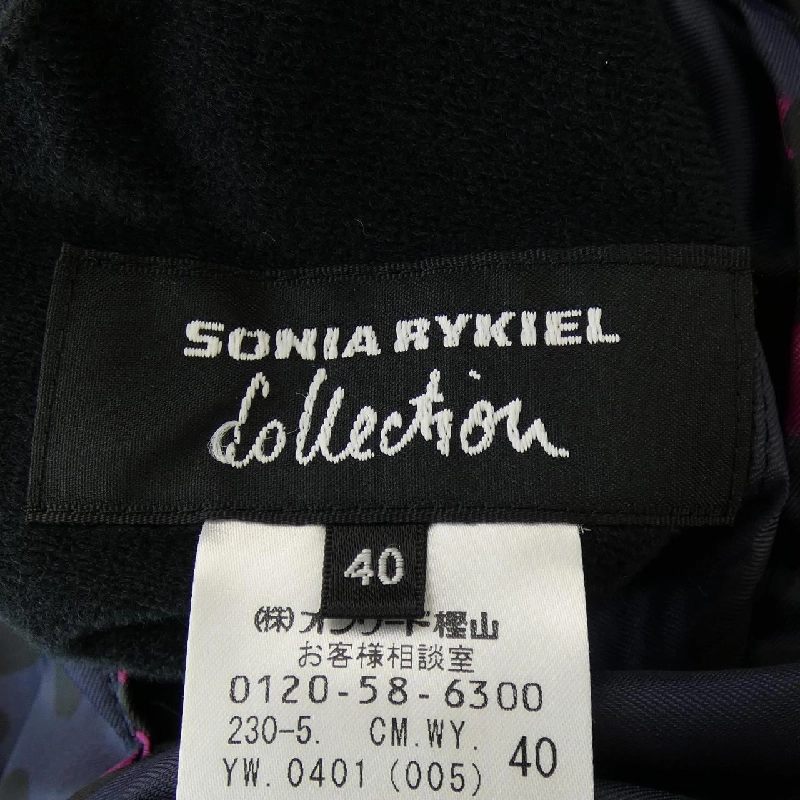 SONIA RYKIEL
Collection
40
(株)オンワード樫山
お客様相談室
0120-58-6300
230-5. CM.WY.
YW.0401(005) 40